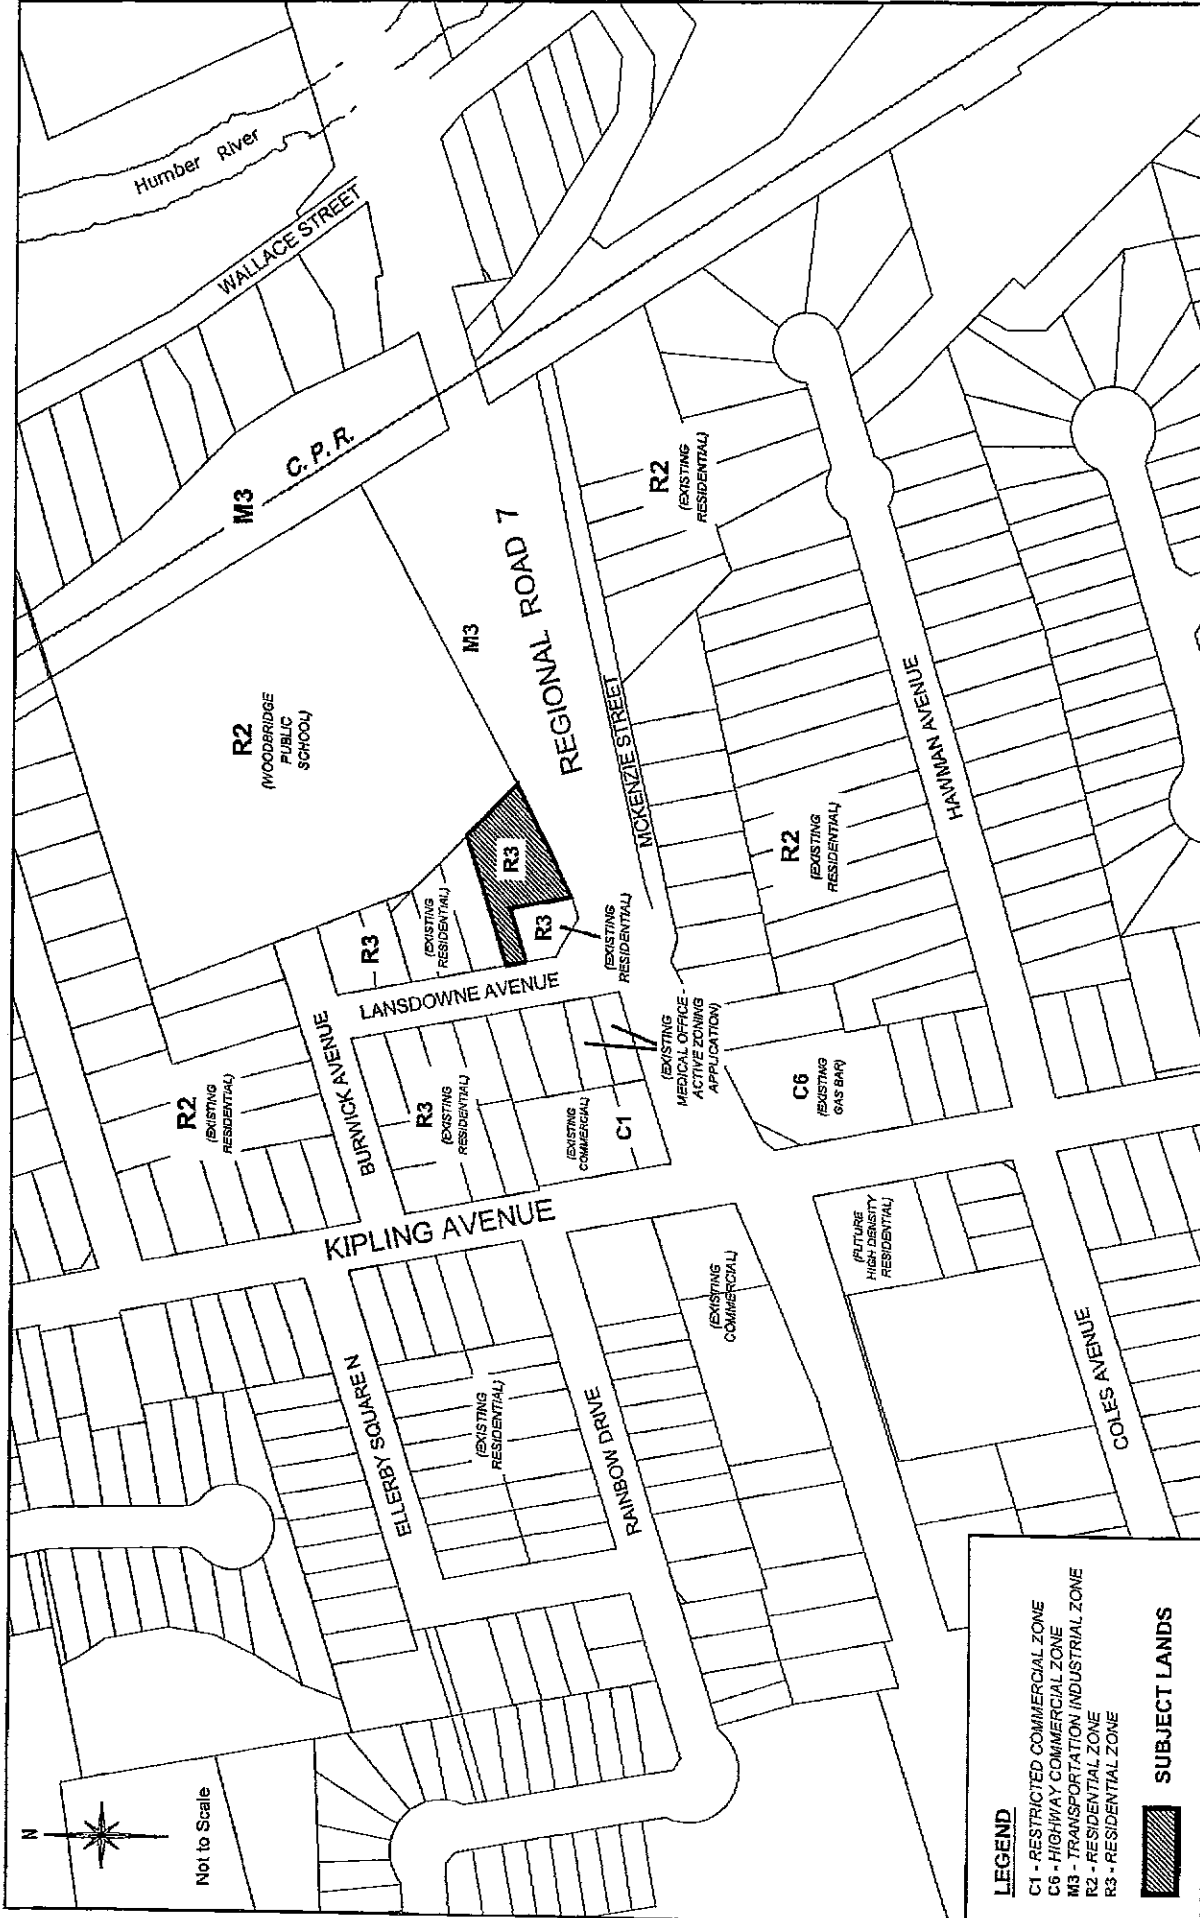 N
Not to Scale
Humber River
WALLACE STREET
C. P. R.
M3
R2
(WOODBRIDGE
PUBLIC
SCHOOL)
M3
REGIONAL ROAD 7
R2
(EXISTING
RESIDENTIAL)
MCKENZIE STREET
R3
R3
(EXISTING
RESIDENTIAL)
R3
(EXISTING
RESIDENTIAL)
LANSDOWNE AVENUE
BURWICK AVENUE
R2
(EXISTING
RESIDENTIAL)
R3
(EXISTING
RESIDENTIAL)
(EXISTING
COMMERCIAL)
C1
(EXISTING
MEDICAL OFFICE -
ACTIVE ZONING
APPLICATION)
R2
(EXISTING
RESIDENTIAL)
HAWMAN AVENUE
C6
(EXISTING
GAS BAR)
KIPLING AVENUE
(FUTURE
HIGH DENSITY
RESIDENTIAL)
(EXISTING
COMMERCIAL)
ELLERBY SQUARE N
(EXISTING
RESIDENTIAL)
RAINBOW DRIVE
COLES AVENUE
LEGEND
C1 - RESTRICTED COMMERCIAL ZONE
C6 - HIGHWAY COMMERCIAL ZONE
M3 - TRANSPORTATION INDUSTRIAL ZONE
R2 - RESIDENTIAL ZONE
R3 - RESIDENTIAL ZONE
SUBJECT LANDS